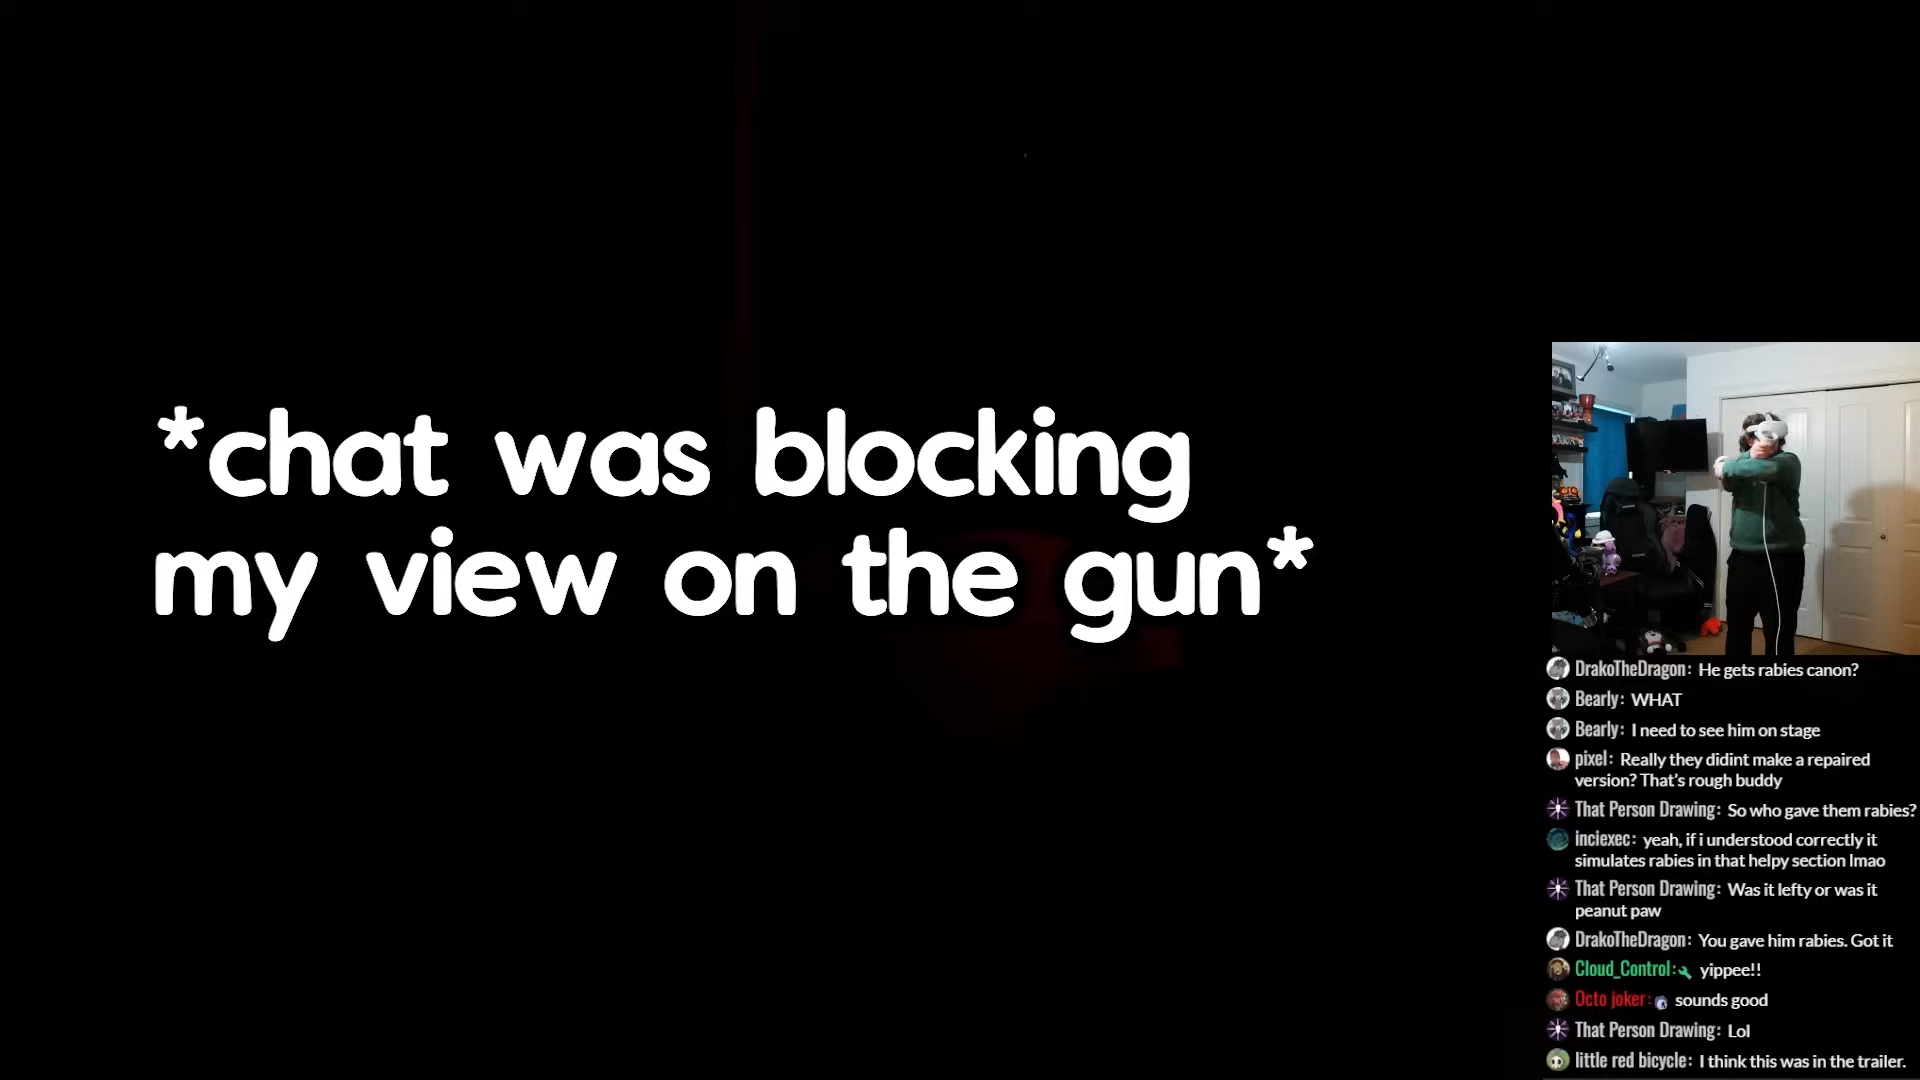 *chat was blocking
my view on the gun*
DrakoTheDragon: He gets rabies canon?
Bearly: WHAT
Bearly: I need to see him on stage
pixel: Really they didint make a repaired
version? That's rough buddy
That Person Drawing: So who gave them rabies?
inciexec: yeah, if i understood correctly it
simulates rabies in that helpy section lmao
That Person Drawing: Was it lefty or was it
peanut paw
DrakoTheDragon: You gave him rabies. Got it
Cloud_Control: yippee!!
Octo joker: sounds good
That Person Drawing: Lol
little red bicycle: I think this was in the trailer.